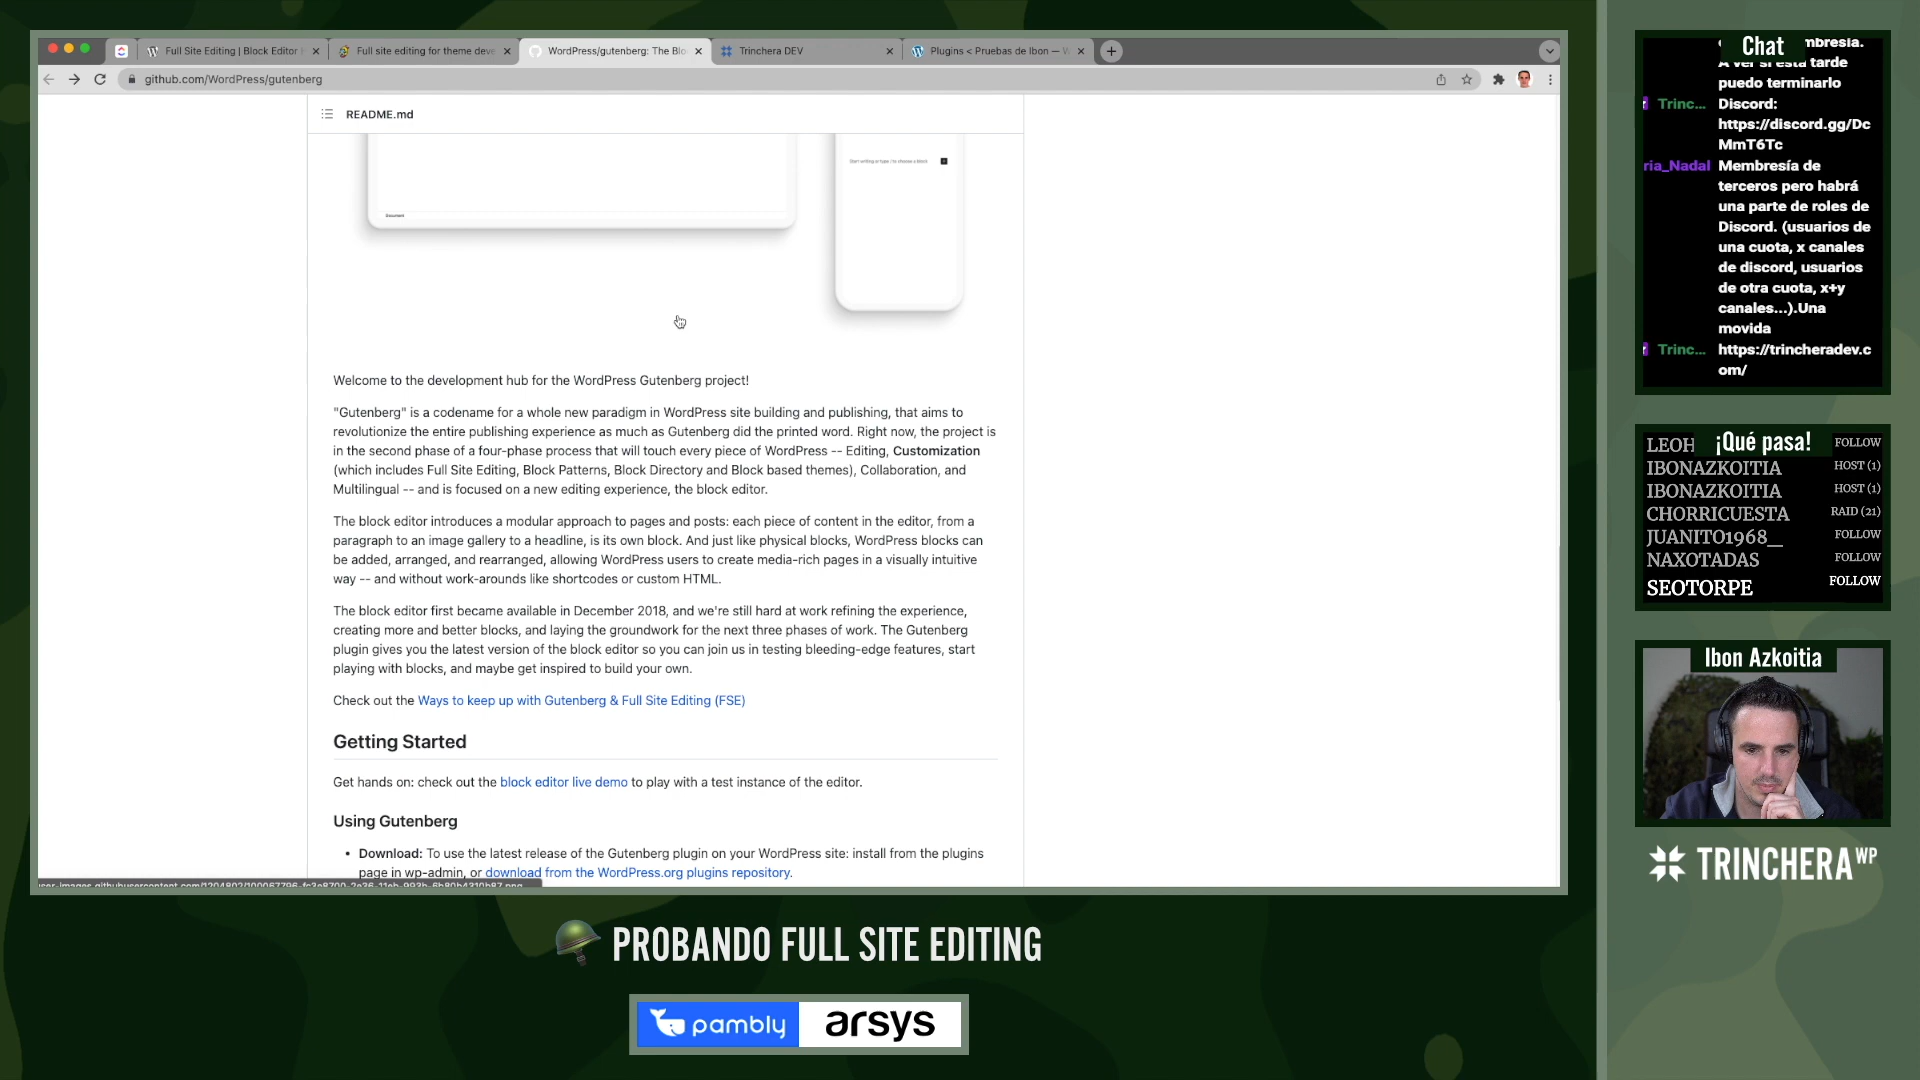 Full Site Editing | Block Editor
Full site editing for theme deve
WordPress/gutenberg: The Blo
Trinchera DEV
Plugins < Pruebas de Ibon — W
github.com/WordPress/gutenberg
README.md
Start writing or type / to choose a block
Document
Welcome to the development hub for the WordPress Gutenberg project!
"Gutenberg" is a codename for a whole new paradigm in WordPress site building and publishing, that aims to
revolutionize the entire publishing experience as much as Gutenberg did the printed word. Right now, the project is
in the second phase of a four-phase process that will touch every piece of WordPress -- Editing, Customization
(which includes Full Site Editing, Block Patterns, Block Directory and Block based themes), Collaboration, and
Multilingual -- and is focused on a new editing experience, the block editor.
The block editor introduces a modular approach to pages and posts: each piece of content in the editor, from a
paragraph to an image gallery to a headline, is its own block. And just like physical blocks, WordPress blocks can
be added, arranged, and rearranged, allowing WordPress users to create media-rich pages in a visually intuitive
way -- and without work-arounds like shortcodes or custom HTML.
The block editor first became available in December 2018, and we're still hard at work refining the experience,
creating more and better blocks, and laying the groundwork for the next three phases of work. The Gutenberg
plugin gives you the latest version of the block editor so you can join us in testing bleeding-edge features, start
playing with blocks, and maybe get inspired to build your own.
Check out the Ways to keep up with Gutenberg & Full Site Editing (FSE)
Getting Started
Get hands on: check out the block editor live demo to play with a test instance of the editor.
Using Gutenberg
• Download: To use the latest release of the Gutenberg plugin on your WordPress site: install from the plugins
page in wp-admin, or download from the WordPress.org plugins repository.
PROBANDO FULL SITE EDITING
pambly arsys
Chat
mbresía.
A ver si esta tarde
puedo terminarlo
Trinc... Discord:
https://discord.gg/Dc
MmT6Tc
ria_Nadal Membresía de
terceros pero habrá
una parte de roles de
Discord. (usuarios de
una cuota, x canales
de discord, usuarios
de otra cuota, x+y
canales...).Una
movida
Trinc... https://trincheradev.c
om/
¡Qué pasa!
LEOH FOLLOW
IBONAZKOITIA HOST (1)
IBONAZKOITIA HOST (1)
CHORRICUESTA RAID (21)
JUANITO1968_ FOLLOW
NAXOTADAS FOLLOW
SEOTORPE FOLLOW
Ibon Azkoitia
TRINCHERA WP